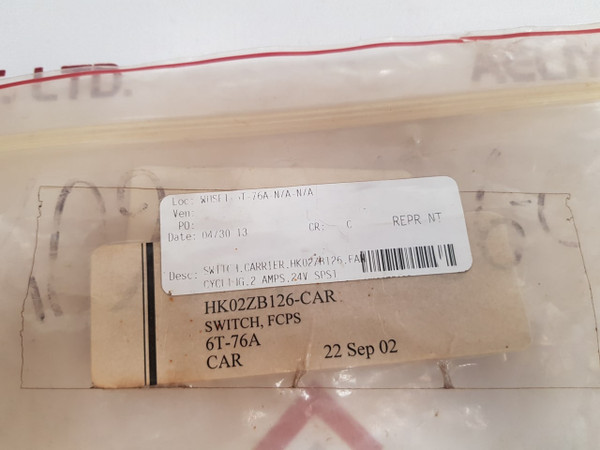 LTD.
Loc: WHSE1 6T-76A N/A N/A
Ven:
PO:
Date: 04/30 13 CR: C REPR NT
Desc: SWITCH,CARRIER,HK02ZB126,FAN
CYCLING,2 AMPS,24V SPST
HK02ZB126-CAR
SWITCH, FCPS
6T-76A
CAR 22 Sep 02